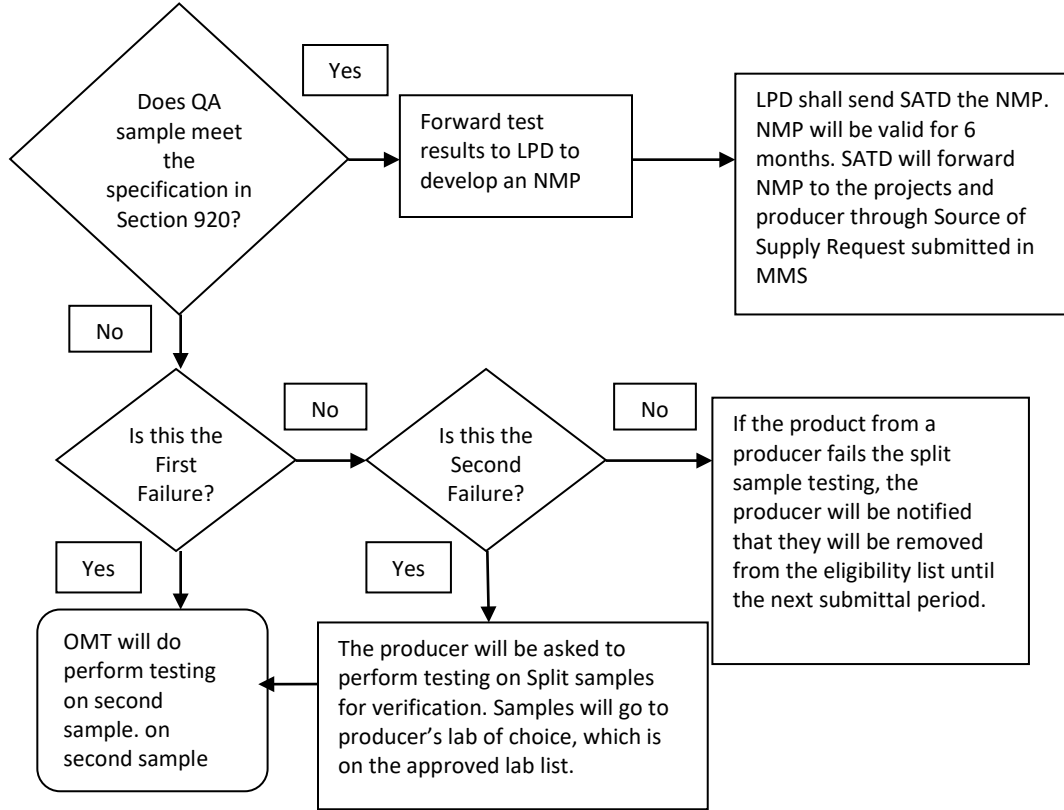 Does QA
sample meet
the
specification in
Section 920?
Yes
Forward test
results to LPD to
develop an NMP
LPD shall send SATD the NMP.
NMP will be valid for 6
months. SATD will forward
NMP to the projects and
producer through Source of
Supply Request submitted in
MMS
No
Is this the
First
Failure?
No
Is this the
Second
Failure?
No
If the product from a
producer fails the split
sample testing, the
producer will be notified
that they will be removed
from the eligibility list until
the next submittal period.
Yes
OMT will do
perform testing
on second
sample. on
second sample
Yes
The producer will be asked to
perform testing on Split samples
for verification. Samples will go to
producer’s lab of choice, which is
on the approved lab list.